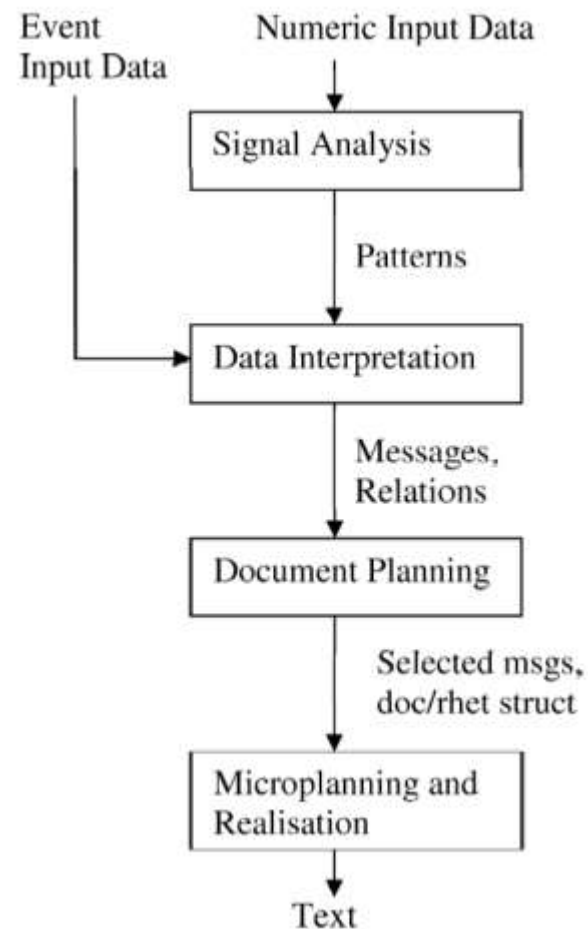 Event
Input Data
Numeric Input Data
Signal Analysis
Patterns
Data Interpretation
Messages,
Relations
Document Planning
Selected msgs,
doc/rhet struct
Microplanning and
Realisation
Text